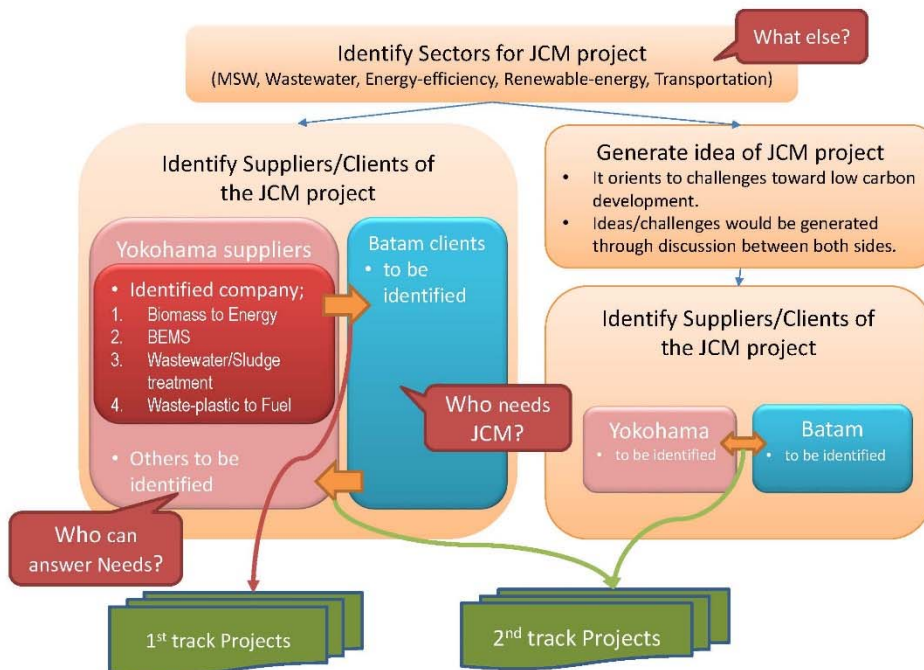 Identify Sectors for JCM project
(MSW, Wastewater, Energy-efficiency, Renewable-energy, Transportation)
What else?
Identify Suppliers/Clients of
the JCM project
Yokohama suppliers
• Identified company;
1. Biomass to Energy
2. BEMS
3. Wastewater/Sludge
treatment
4. Waste-plastic to Fuel
• Others to be
identified
Batam clients
• to be
identified
Who needs
JCM?
Who can
answer Needs?
Generate idea of JCM project
• It orients to challenges toward low carbon
development.
• Ideas/challenges would be generated
through discussion between both sides.
Identify Suppliers/Clients of
the JCM project
Yokohama
• to be identified
Batam
• to be identified
1st track Projects
2nd track Projects